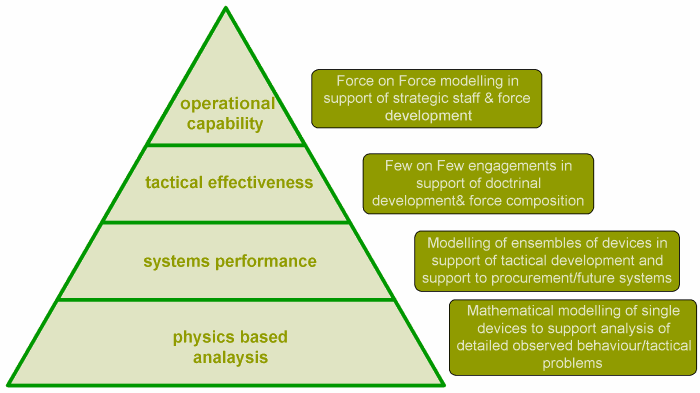 operational
capability
Force on Force modelling in
support of strategic staff & force
development
tactical effectiveness
Few on Few engagements in
support of doctrinal
development& force composition
systems performance
Modelling of ensembles of devices in
support of tactical development and
support to procurement/future systems
physics based
analaysis
Mathematical modelling of single
devices to support analysis of
detailed observed behaviour/tactical
problems